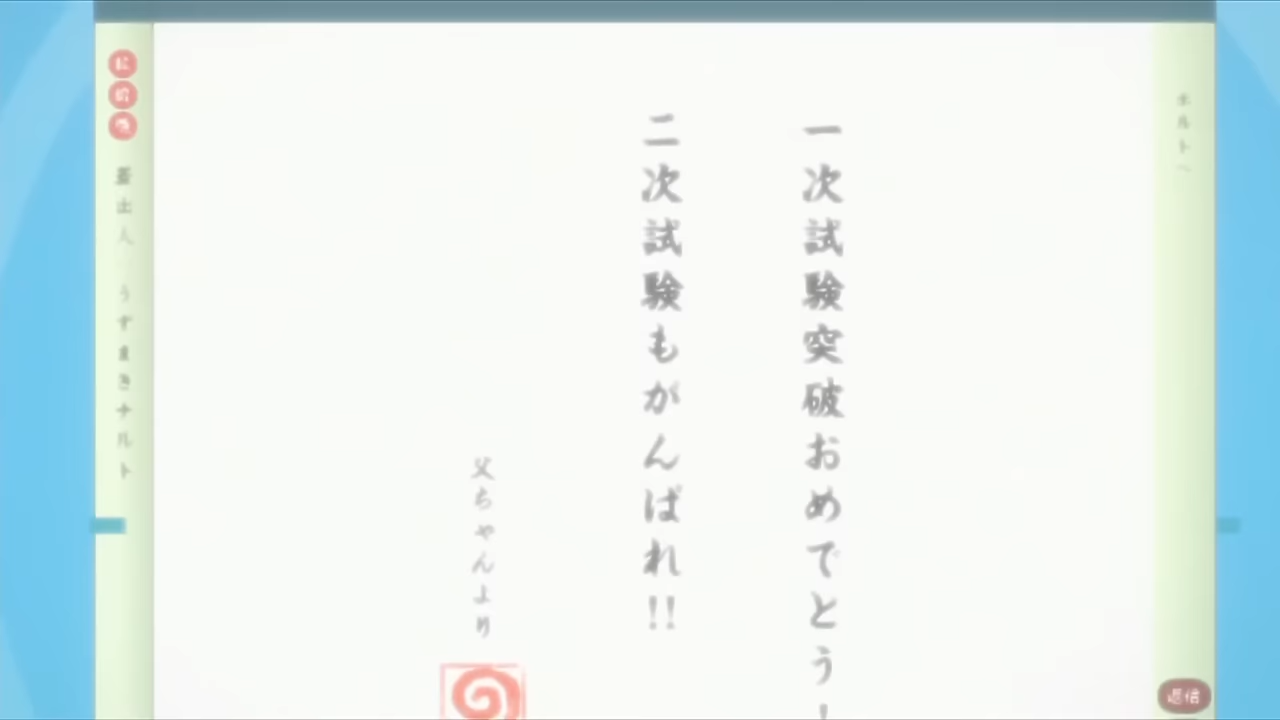 ボルトへ
一次試験突破おめでとう!
二次試験もがんばれ!!
父ちゃんより
差出人 うずまきナルト
返信